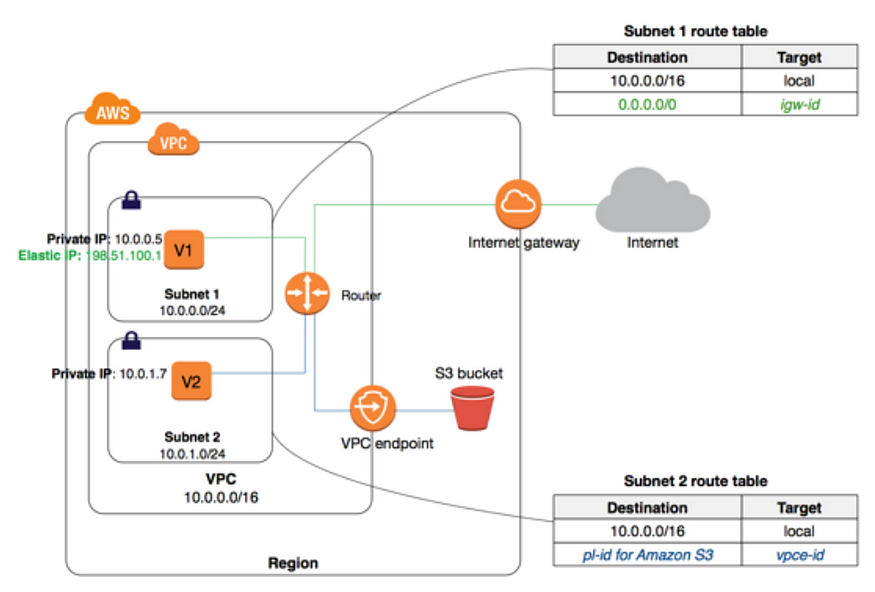 Subnet 1 route table
Destination Target
10.0.0.0/16 local
0.0.0.0/0 igw-id
AWS
VPC
Private IP: 10.0.0.5
Elastic IP: 198.51.100.1
V1
Subnet 1
10.0.0.0/24
Internet gateway
Internet
Router
Private IP: 10.0.1.7
V2
Subnet 2
10.0.1.0/24
S3 bucket
VPC endpoint
VPC
10.0.0.0/16
Region
Subnet 2 route table
Destination Target
10.0.0.0/16 local
pl-id for Amazon S3 vpce-id